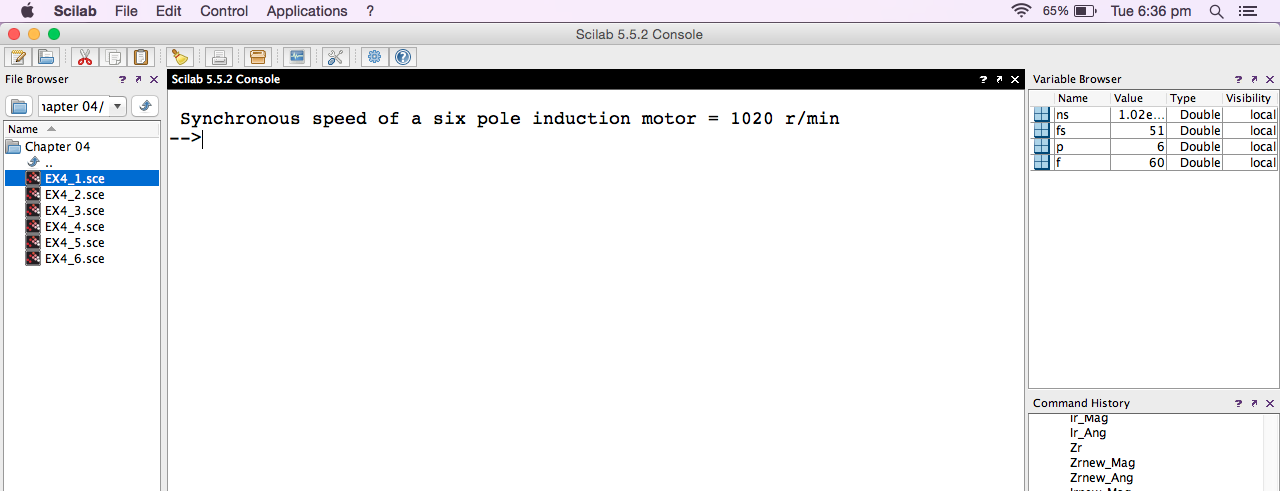 Scilab File Edit Control Applications ? 65% Tue 6:36 pm
Scilab 5.5.2 Console
File Browser ? Scilab 5.5.2 Console ? Variable Browser ?
hapter 04/
Name
Chapter 04
..
EX4_1.sce
EX4_2.sce
EX4_3.sce
EX4_4.sce
EX4_5.sce
EX4_6.sce
Synchronous speed of a six pole induction motor = 1020 r/min
-->
Name Value Type Visibility
ns 1.02e... Double local
fs 51 Double local
p 6 Double local
f 60 Double local
Command History ?
Ir_Mag
Ir_Ang
Zr
Zrnew_Mag
Zrnew_Ang
Irnew_Mag